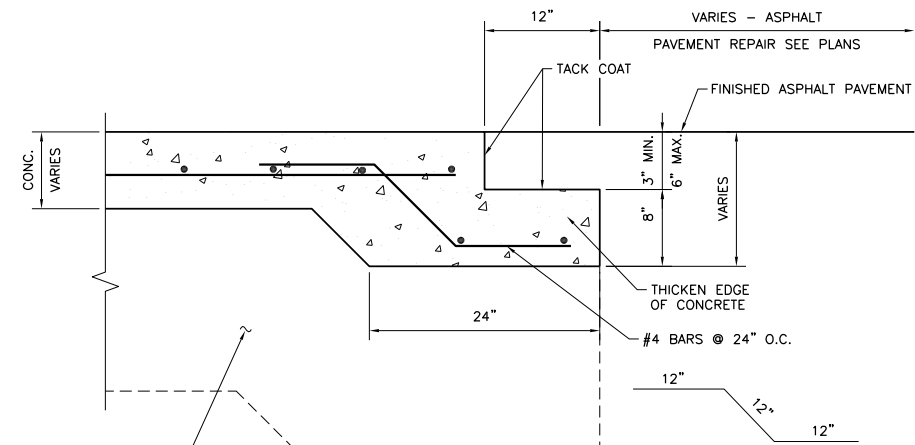 12"
VARIES - ASPHALT
PAVEMENT REPAIR SEE PLANS
TACK COAT
FINISHED ASPHALT PAVEMENT
CONC.
VARIES
3" MIN.
6" MAX.
8"
VARIES
THICKEN EDGE
OF CONCRETE
24"
#4 BARS @ 24" O.C.
12"
12"
12"